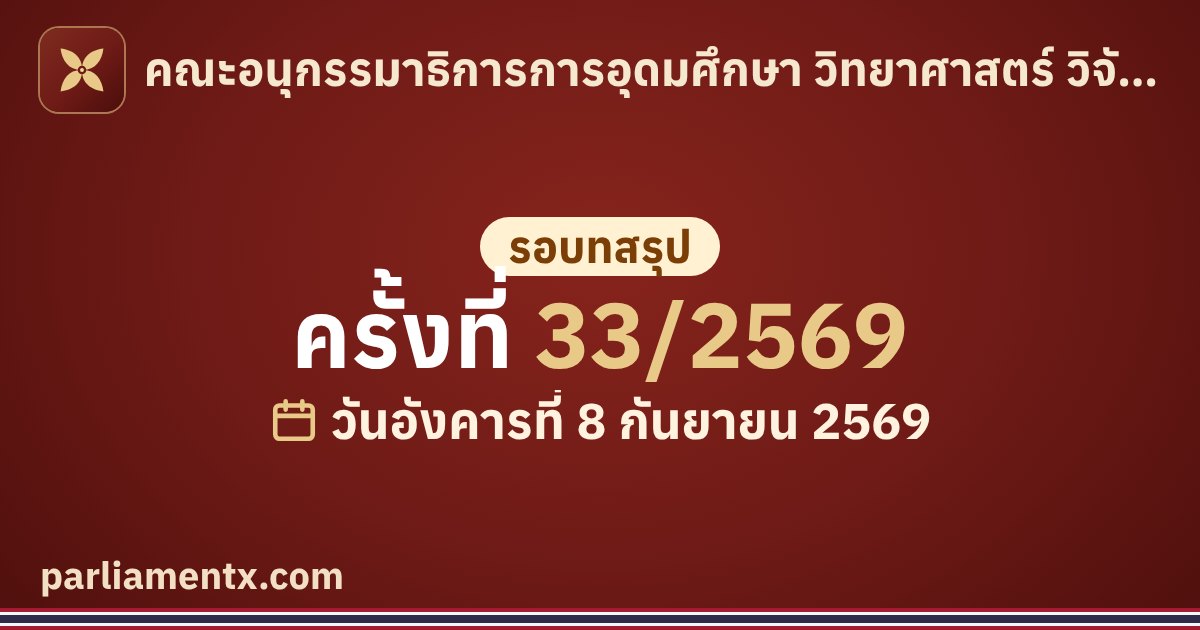 คณะอนุกรรมาธิการการอุดมศึกษา วิทยาศาสตร์ วิจั...
รอบทสรุป
ครั้งที่ 33/2569
วันอังคารที่ 8 กันยายน 2569
parliamentx.com